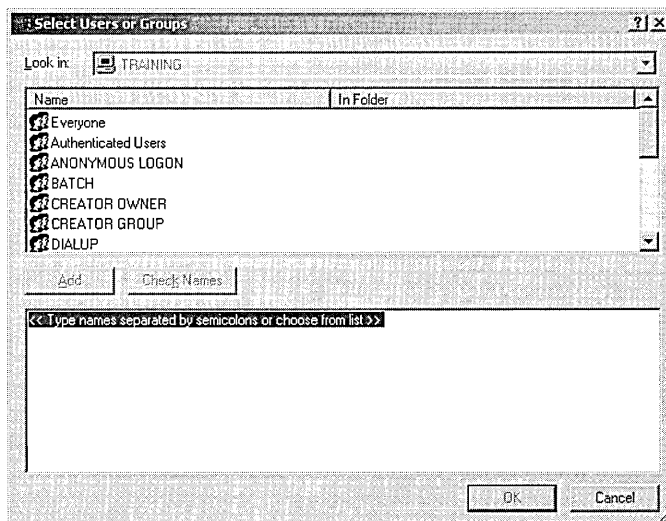 Select Users or Groups
Look in: TRAINING
Name In Folder
Everyone
Authenticated Users
ANONYMOUS LOGON
BATCH
CREATOR OWNER
CREATOR GROUP
DIALUP
Add Check Names
<< Type names separated by semicolons or choose from list >>
OK Cancel